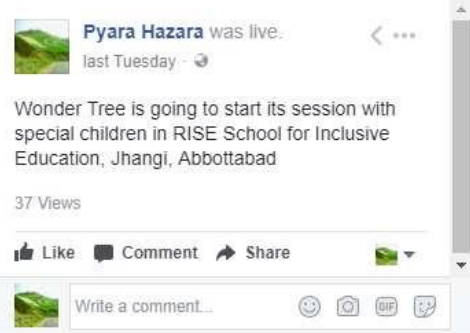 Pyara Hazara was live.
last Tuesday ·
Wonder Tree is going to start its session with
special children in RISE School for Inclusive
Education, Jhangi, Abbottabad
37 Views
Like Comment Share
Write a comment...
GIF